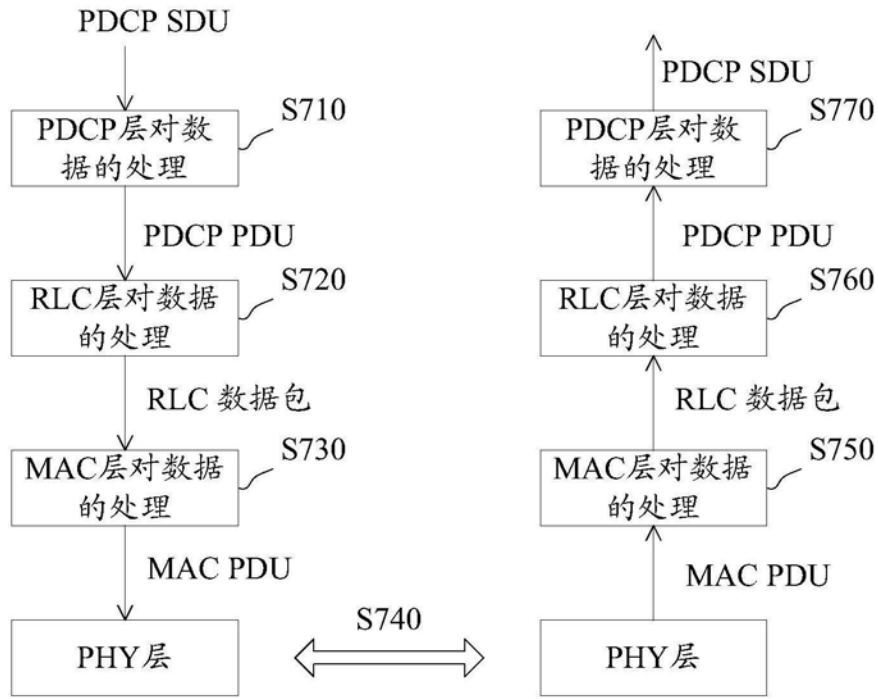 PDCP SDU
PDCP层对数
据的处理
S710
PDCP PDU
RLC层对数据
的处理
S720
RLC 数据包
MAC层对数据
的处理
S730
MAC PDU
PHY层
S740
PDCP SDU
PDCP层对数
据的处理
S770
PDCP PDU
RLC层对数据
的处理
S760
RLC 数据包
MAC层对数据
的处理
S750
MAC PDU
PHY层